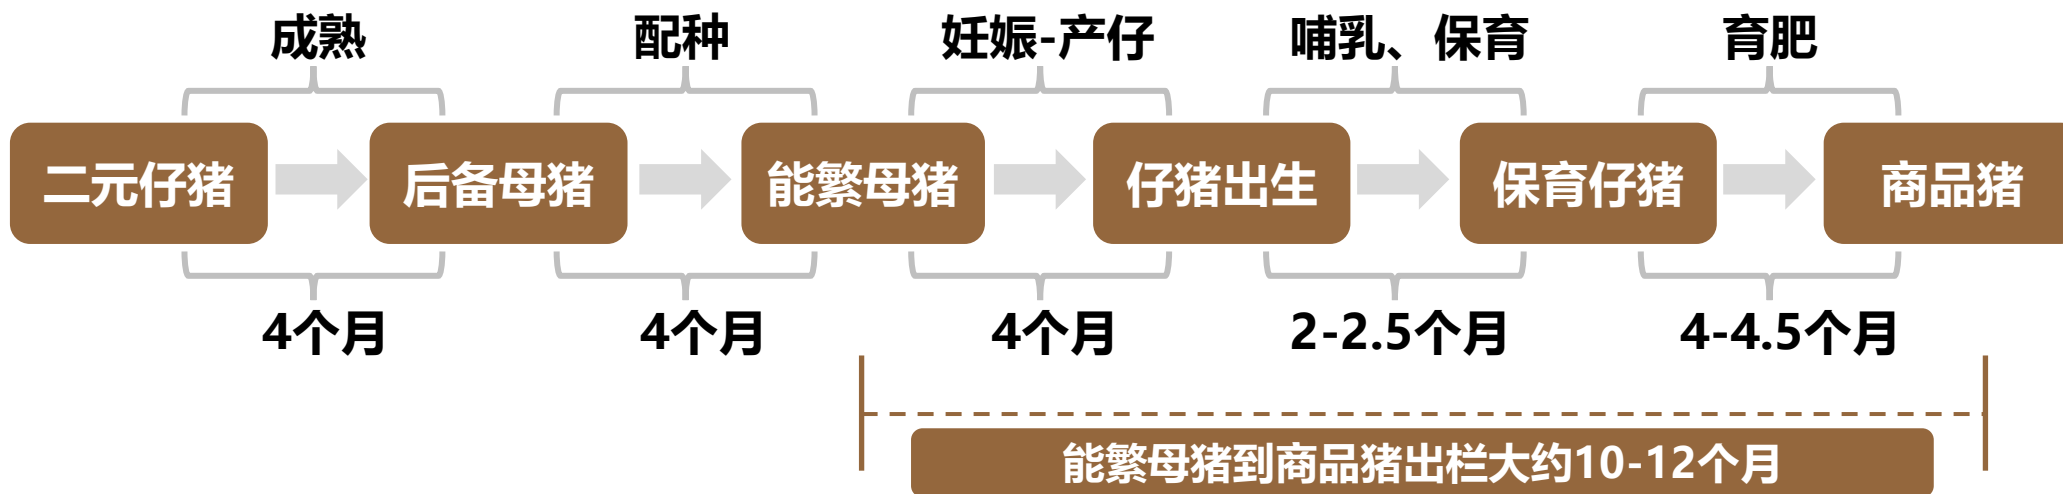 成熟
配种
妊娠-产仔
哺乳、保育
育肥
二元仔猪
后备母猪
能繁母猪
仔猪出生
保育仔猪
商品猪
4个月
4个月
4个月
2-2.5个月
4-4.5个月
能繁母猪到商品猪出栏大约10-12个月